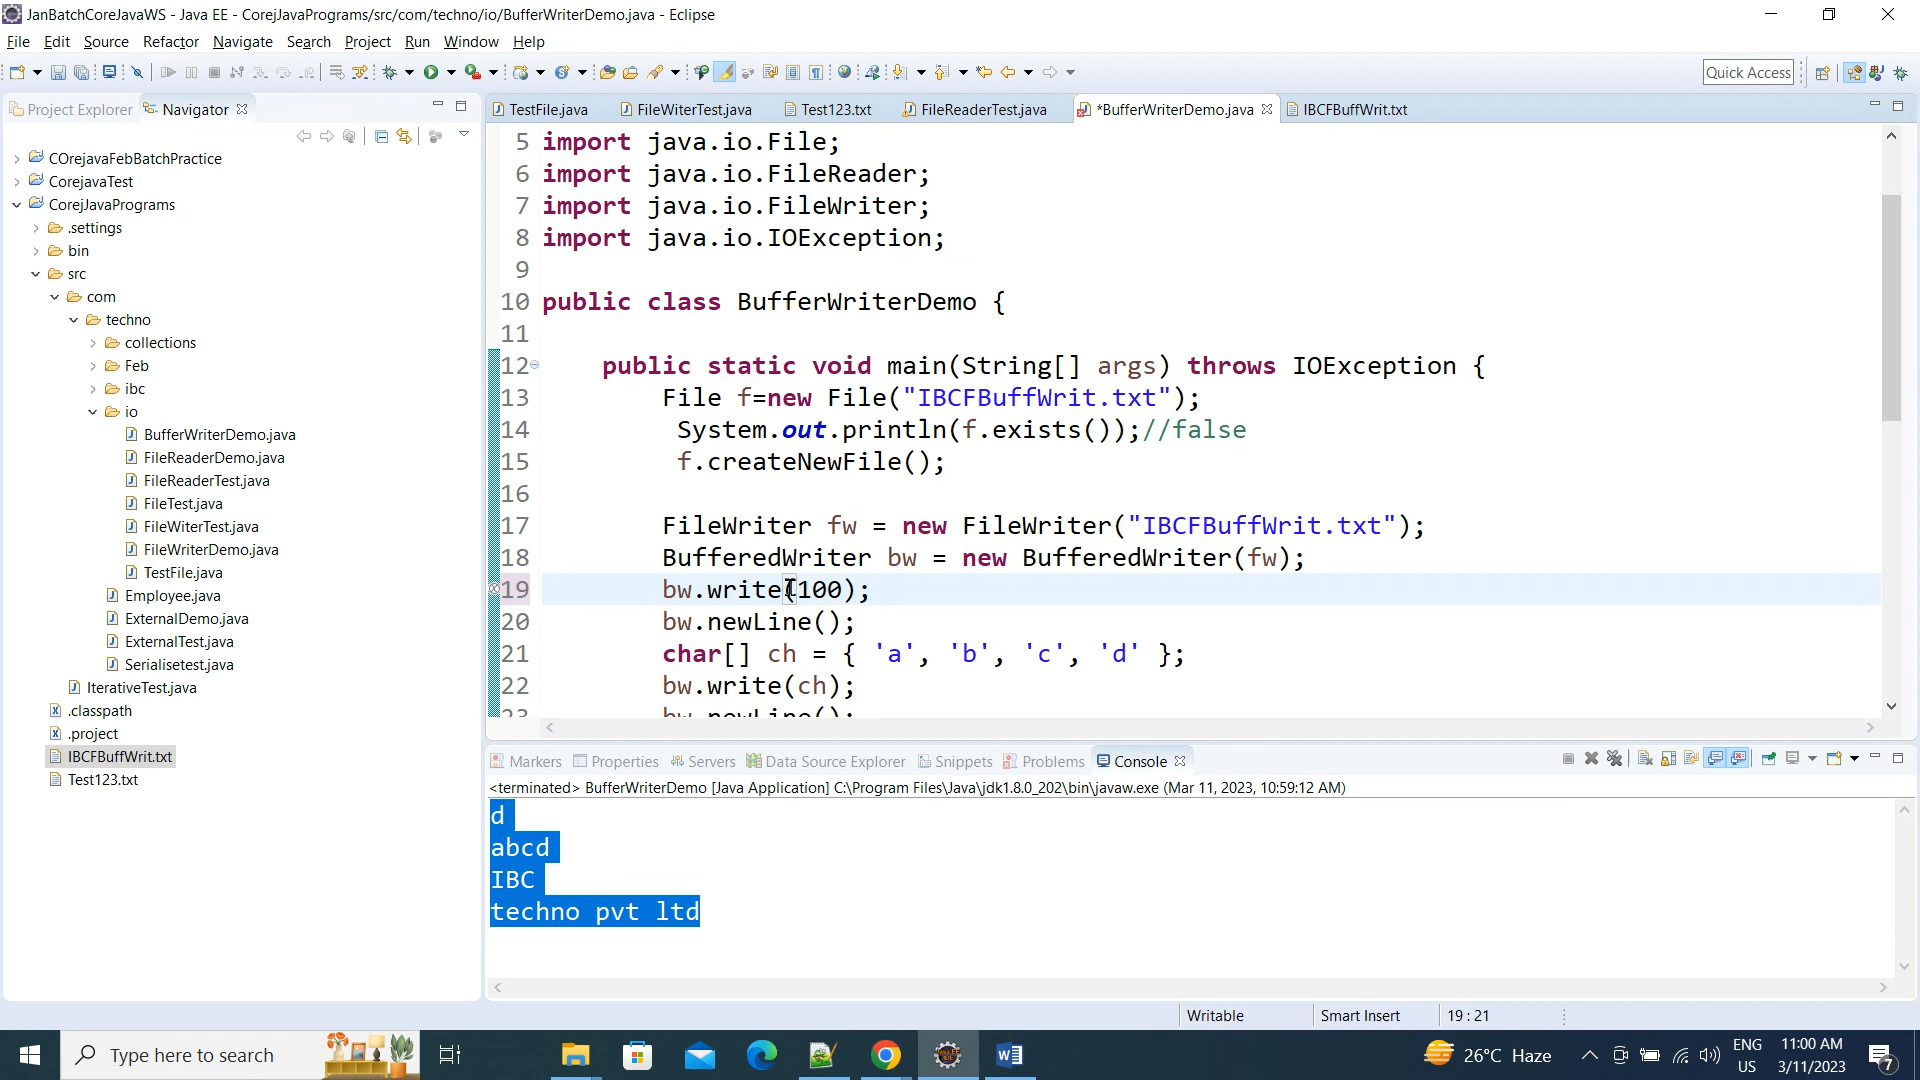 JanBatchCoreJavaWS - Java EE - CorejJavaPrograms/src/com/techno/io/BufferWriterDemo.java - Eclipse
File Edit Source Refactor Navigate Search Project Run Window Help
Quick Access
Project Explorer Navigator
TestFile.java FileWiterTest.java Test123.txt FileReaderTest.java *BufferWriterDemo.java IBCFBuffWrit.txt
COrejavaFebBatchPractice
CorejavaTest
CorejJavaPrograms
.settings
bin
src
com
techno
collections
Feb
ibc
io
BufferWriterDemo.java
FileReaderDemo.java
FileReaderTest.java
FileTest.java
FileWiterTest.java
FileWriterDemo.java
TestFile.java
Employee.java
ExternalDemo.java
ExternalTest.java
Serialisetest.java
IterativeTest.java
.classpath
.project
IBCFBuffWrit.txt
Test123.txt
5 import java.io.File;
6 import java.io.FileReader;
7 import java.io.FileWriter;
8 import java.io.IOException;
9
10 public class BufferWriterDemo {
11
12 public static void main(String[] args) throws IOException {
13 File f=new File("IBCFBuffWrit.txt");
14 System.out.println(f.exists());//false
15 f.createNewFile();
16
17 FileWriter fw = new FileWriter("IBCFBuffWrit.txt");
18 BufferedWriter bw = new BufferedWriter(fw);
19 bw.write(100);
20 bw.newLine();
21 char[] ch = { 'a', 'b', 'c', 'd' };
22 bw.write(ch);
23 bw.newLine();
Markers Properties Servers Data Source Explorer Snippets Problems Console
<terminated> BufferWriterDemo [Java Application] C:\Program Files\Java\jdk1.8.0_202\bin\javaw.exe (Mar 11, 2023, 10:59:12 AM)
d
abcd
IBC
techno pvt ltd
Writable Smart Insert 19 : 21
Type here to search
26°C Haze
ENG
US
11:00 AM
3/11/2023
7